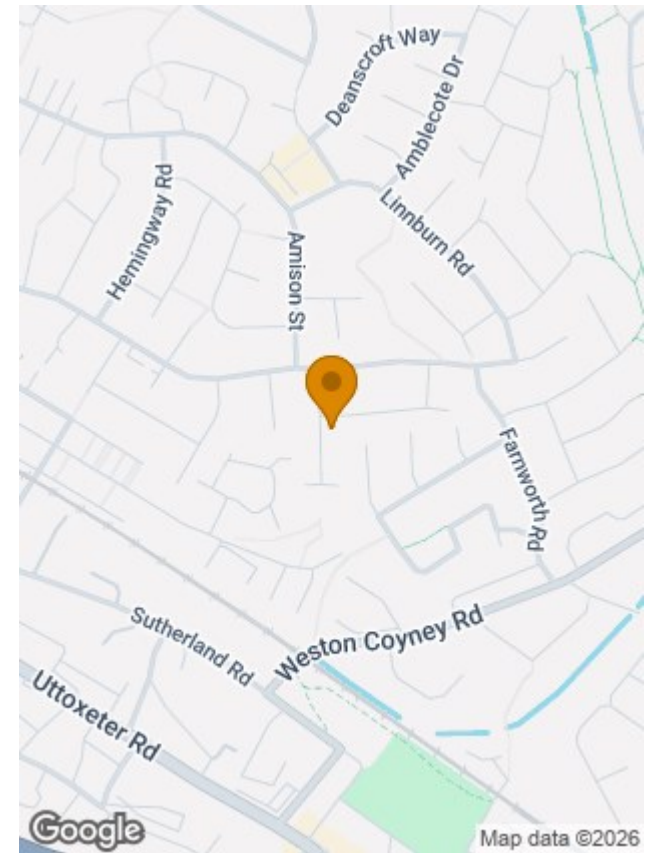 Deanscroft Way
Amblecote Dr
Hemingway Rd
Linnburn Rd
Amison St
Farnworth Rd
Sutherland Rd
Weston Coyney Rd
Uttoxeter Rd
Google
Map data ©2026